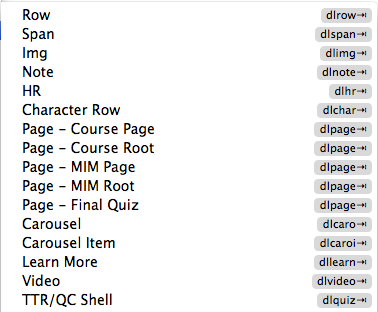 Row dlrow⇥
Span dlspan⇥
Img dlimg⇥
Note dlnote⇥
HR dlhr⇥
Character Row dlchar⇥
Page - Course Page dlpage⇥
Page - Course Root dlpage⇥
Page - MIM Page dlpage⇥
Page - MIM Root dlpage⇥
Page - Final Quiz dlpage⇥
Carousel dlcaro⇥
Carousel Item dlcaroi⇥
Learn More dllearn⇥
Video dlvideo⇥
TTR/QC Shell dlquiz⇥